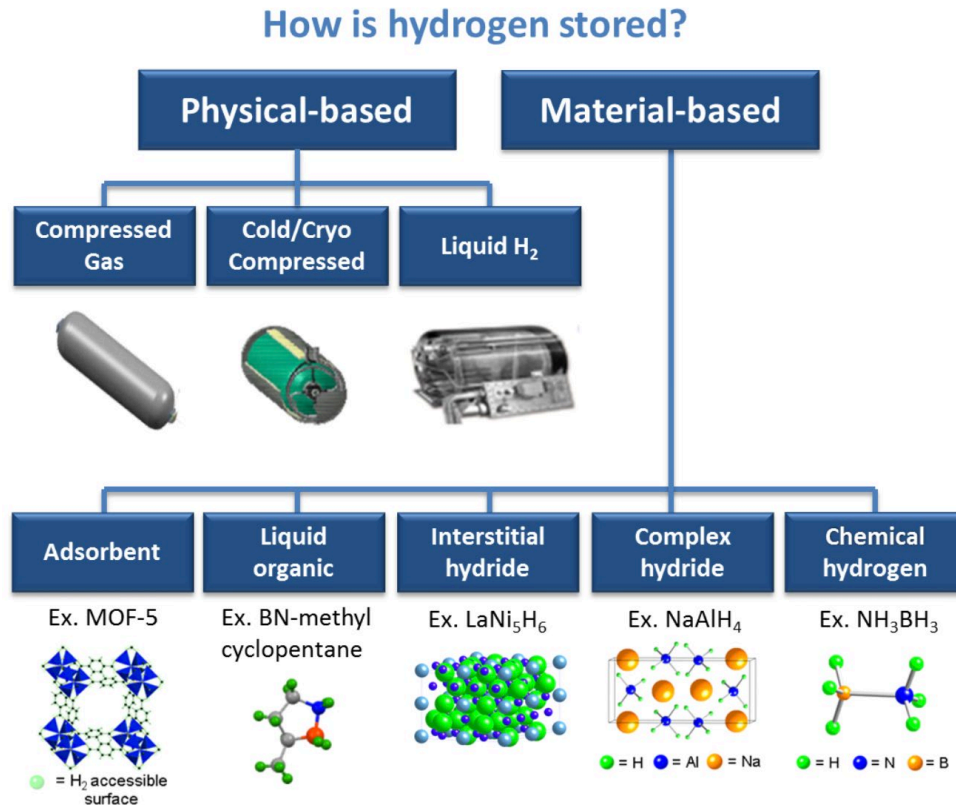 How is hydrogen stored?
Physical-based
Material-based
Compressed
Gas
Cold/Cryo
Compressed
Liquid H₂
Adsorbent
Liquid
organic
Interstitial
hydride
Complex
hydride
Chemical
hydrogen
Ex. MOF-5
Ex. BN-methyl
cyclopentane
Ex. LaNi₅H₆
Ex. NaAlH₄
Ex. NH₃BH₃
= H₂ accessible
surface
= H = Al = Na
= H = N = B